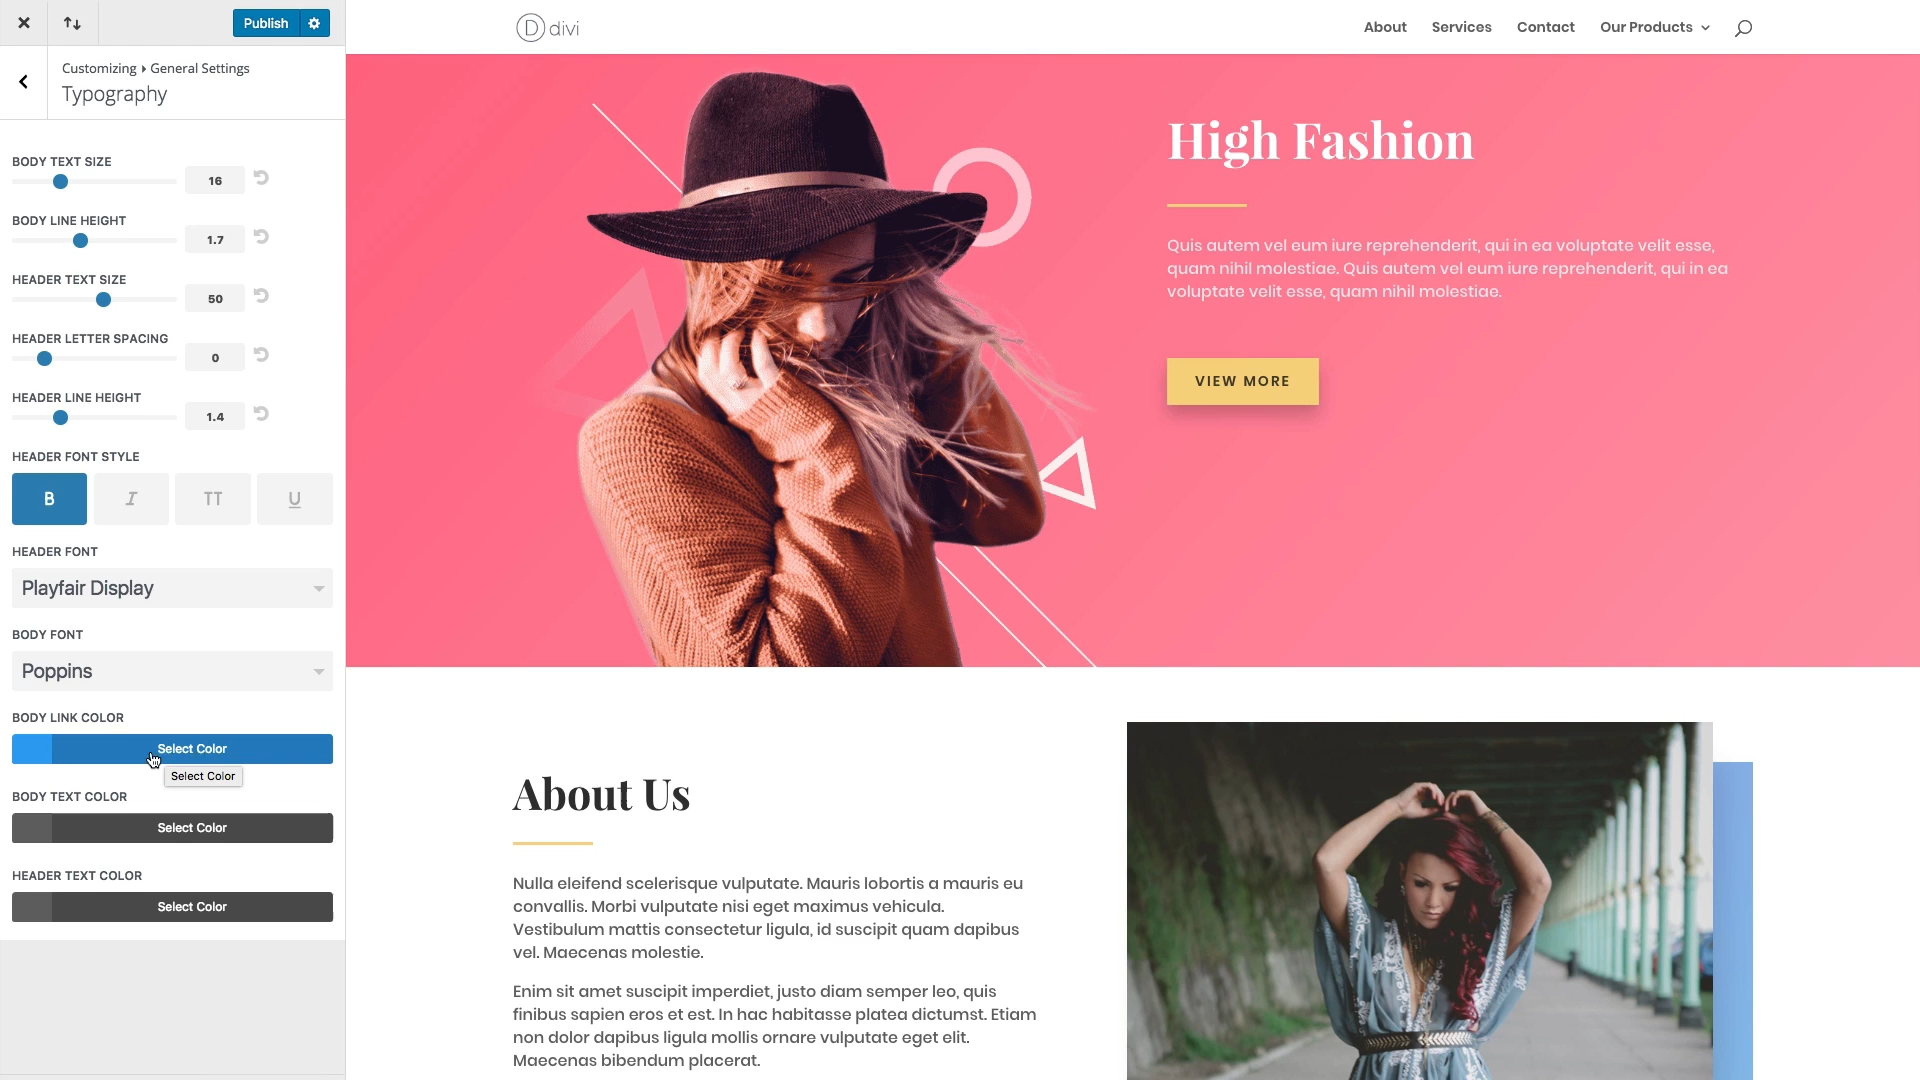 Publish
Customizing ▸ General Settings
Typography
BODY TEXT SIZE
16
BODY LINE HEIGHT
1.7
HEADER TEXT SIZE
50
HEADER LETTER SPACING
0
HEADER LINE HEIGHT
1.4
HEADER FONT STYLE
B I TT U
HEADER FONT
Playfair Display
BODY FONT
Poppins
BODY LINK COLOR
Select Color
Select Color
BODY TEXT COLOR
Select Color
HEADER TEXT COLOR
Select Color
D divi
About Services Contact Our Products
High Fashion
Quis autem vel eum iure reprehenderit, qui in ea voluptate velit esse,
quam nihil molestiae. Quis autem vel eum iure reprehenderit, qui in ea
voluptate velit esse, quam nihil molestiae.
VIEW MORE
About Us
Nulla eleifend scelerisque vulputate. Mauris lobortis a mauris eu
convallis. Morbi vulputate nisi eget maximus vehicula.
Vestibulum mattis consectetur ligula, id suscipit quam dapibus
vel. Maecenas molestie.
Enim sit amet suscipit imperdiet, justo diam semper leo, quis
finibus sapien eros et est. In hac habitasse platea dictumst. Etiam
non dolor dapibus ligula mollis ornare vulputate eget elit.
Maecenas bibendum placerat.